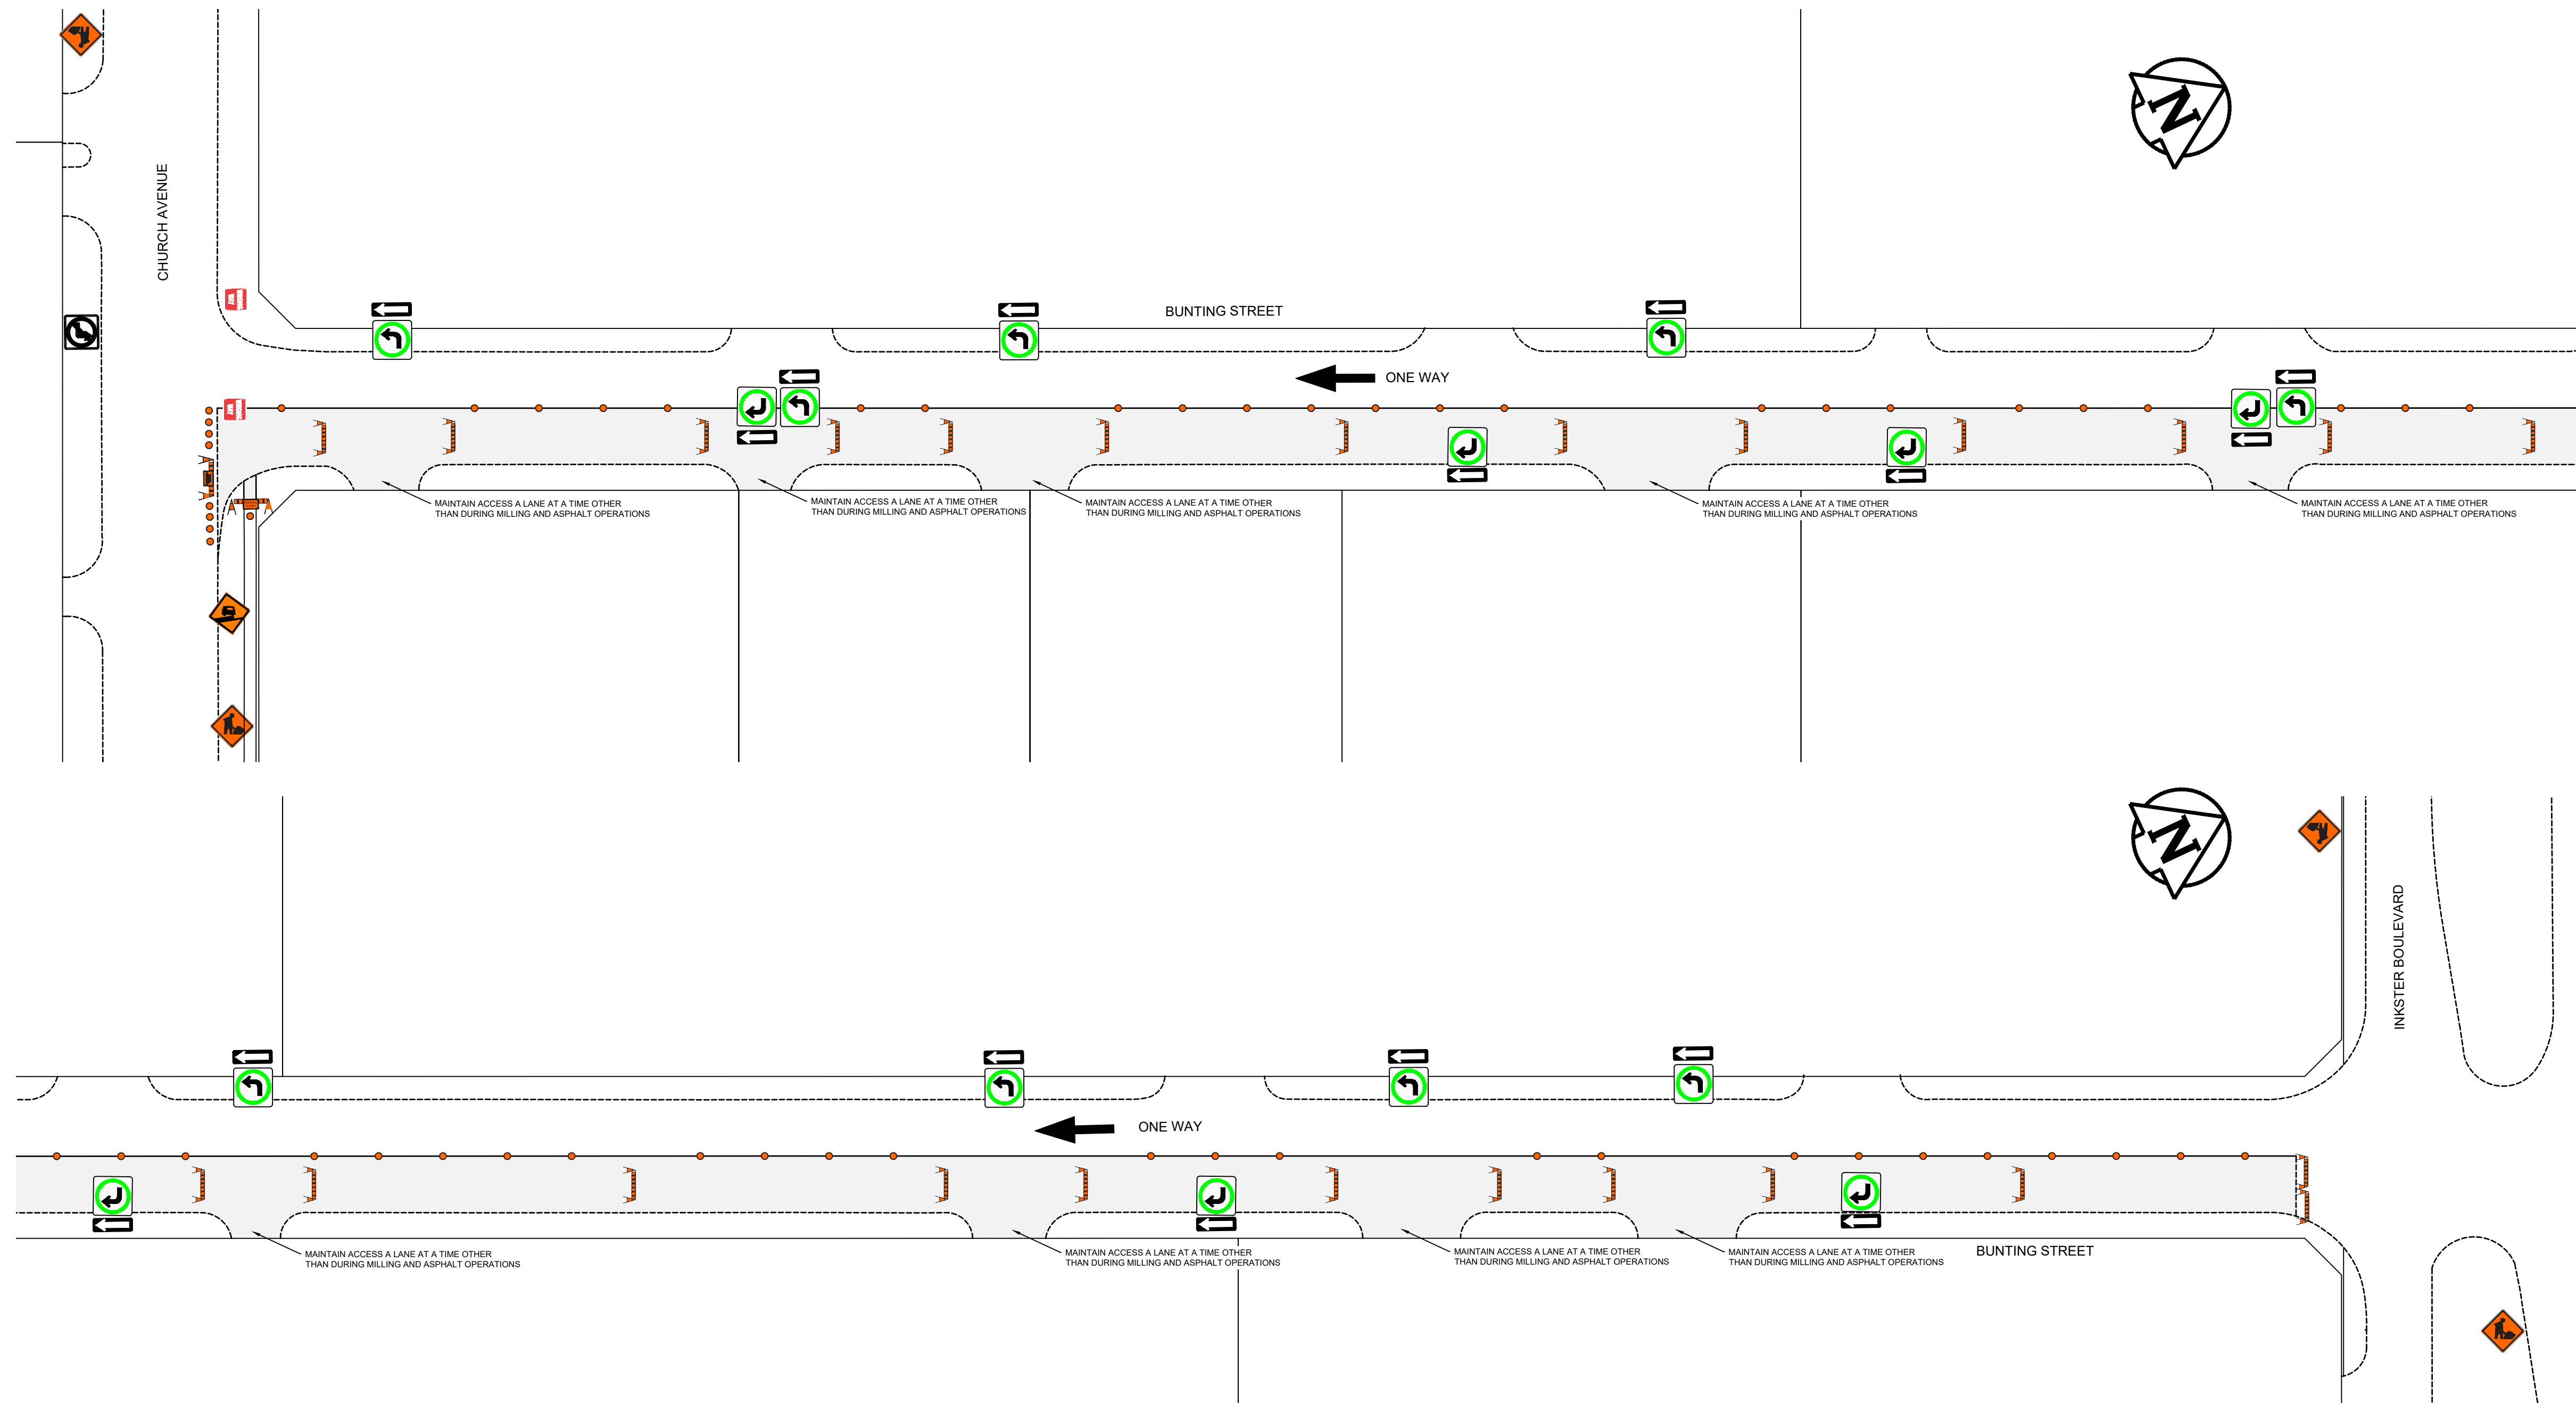 CHURCH AVENUE
N
WRONG
WAY
BUNTING STREET
ONE WAY
WRONG
WAY
MAINTAIN ACCESS A LANE AT A TIME OTHER
THAN DURING MILLING AND ASPHALT OPERATIONS
MAINTAIN ACCESS A LANE AT A TIME OTHER
THAN DURING MILLING AND ASPHALT OPERATIONS
MAINTAIN ACCESS A LANE AT A TIME OTHER
THAN DURING MILLING AND ASPHALT OPERATIONS
MAINTAIN ACCESS A LANE AT A TIME OTHER
THAN DURING MILLING AND ASPHALT OPERATIONS
MAINTAIN ACCESS A LANE AT A TIME OTHER
THAN DURING MILLING AND ASPHALT OPERATIONS
N
INKSTER BOULEVARD
ONE WAY
MAINTAIN ACCESS A LANE AT A TIME OTHER
THAN DURING MILLING AND ASPHALT OPERATIONS
MAINTAIN ACCESS A LANE AT A TIME OTHER
THAN DURING MILLING AND ASPHALT OPERATIONS
MAINTAIN ACCESS A LANE AT A TIME OTHER
THAN DURING MILLING AND ASPHALT OPERATIONS
MAINTAIN ACCESS A LANE AT A TIME OTHER
THAN DURING MILLING AND ASPHALT OPERATIONS
BUNTING STREET